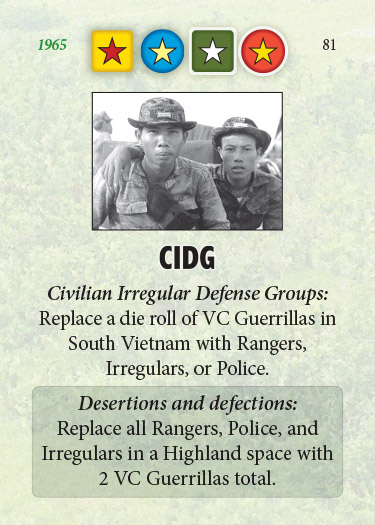 1965 81
CIDG
Civilian Irregular Defense Groups:
Replace a die roll of VC Guerrillas in
South Vietnam with Rangers,
Irregulars, or Police.
Desertions and defections:
Replace all Rangers, Police, and
Irregulars in a Highland space with
2 VC Guerrillas total.